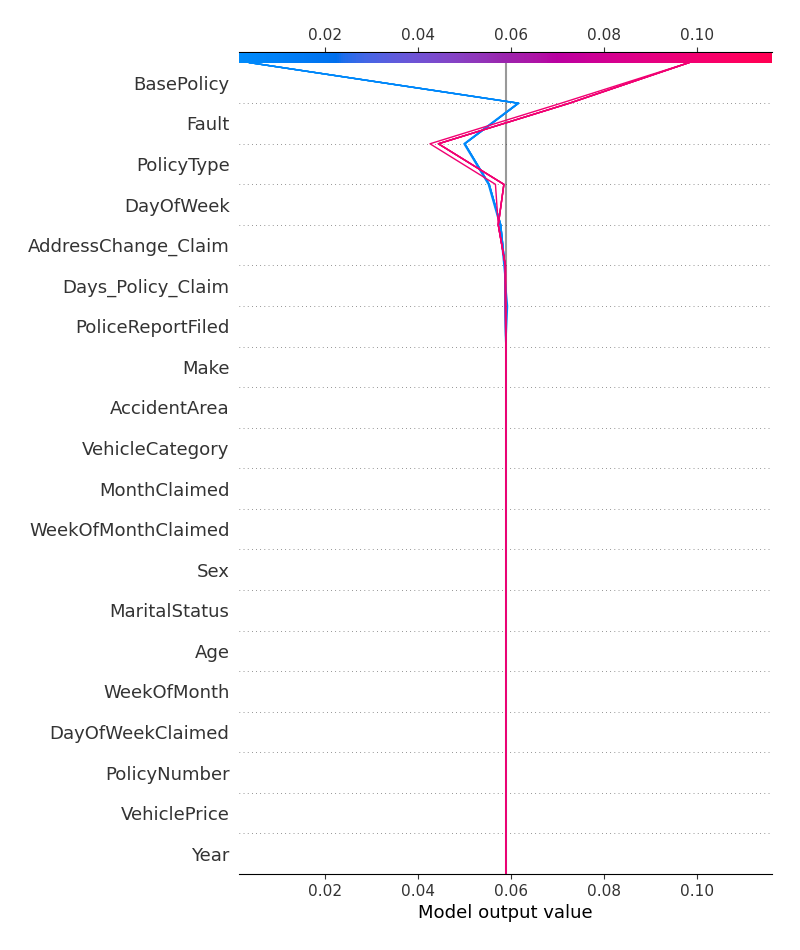 0.02 0.04 0.06 0.08 0.10
BasePolicy
Fault
PolicyType
DayOfWeek
AddressChange_Claim
Days_Policy_Claim
PoliceReportFiled
Make
AccidentArea
VehicleCategory
MonthClaimed
WeekOfMonthClaimed
Sex
MaritalStatus
Age
WeekOfMonth
DayOfWeekClaimed
PolicyNumber
VehiclePrice
Year
0.02 0.04 0.06 0.08 0.10
Model output value